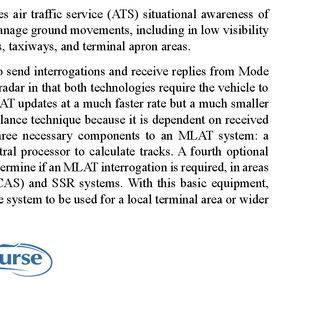 es air traffic service (ATS) situational awareness of
anage ground movements, including in low visibility
s, taxiways, and terminal apron areas.
o send interrogations and receive replies from Mode
radar in that both technologies require the vehicle to
AT updates at a much faster rate but a much smaller
lance technique because it is dependent on received
hree necessary components to an MLAT system: a
tral processor to calculate tracks. A fourth optional
ermine if an MLAT interrogation is required, in areas
CAS) and SSR systems. With this basic equipment,
e system to be used for a local terminal area or wider
urse